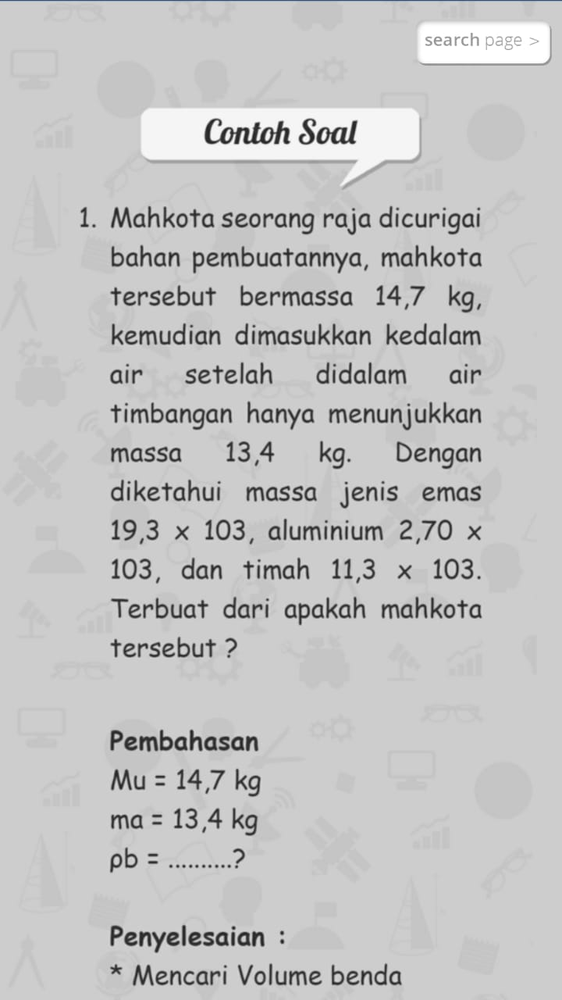 search page >
Contoh Soal
1. Mahkota seorang raja dicurigai
bahan pembuatannya, mahkota
tersebut bermassa 14,7 kg,
kemudian dimasukkan kedalam
air setelah didalam air
timbangan hanya menunjukkan
massa 13,4 kg. Dengan
diketahui massa jenis emas
19,3 × 103, aluminium 2,70 ×
103, dan timah 11,3 × 103.
Terbuat dari apakah mahkota
tersebut ?
Pembahasan
Mu = 14,7 kg
ma = 13,4 kg
ρb = ..........?
Penyelesaian :
* Mencari Volume benda